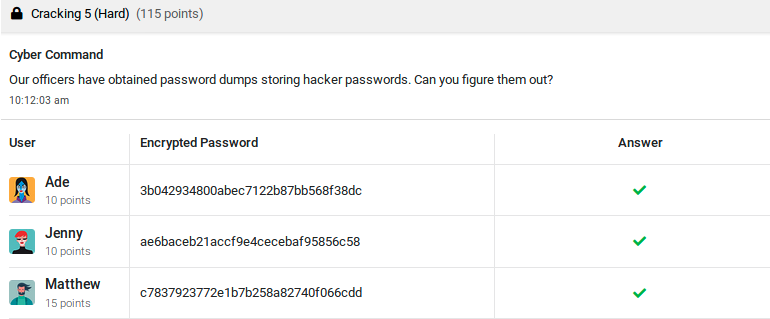 Cracking 5 (Hard) (115 points)
Cyber Command
Our officers have obtained password dumps storing hacker passwords. Can you figure them out?
10:12:03 am
User Encrypted Password Answer
Ade
10 points
3b042934800abec7122b87bb568f38dc
Jenny
10 points
ae6baceb21accf9e4cecebaf95856c58
Matthew
15 points
c7837923772e1b7b258a82740f066cdd